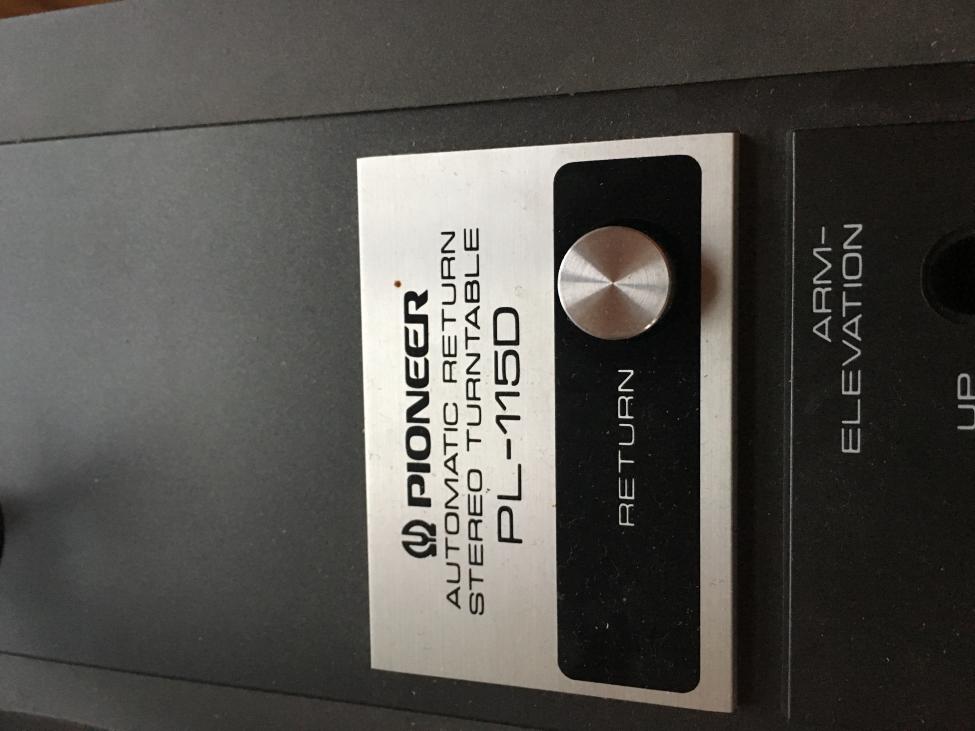 PIONEER
AUTOMATIC RETURN
STEREO TURNTABLE
PL-115D
RETURN
ARM-
ELEVATION
UP